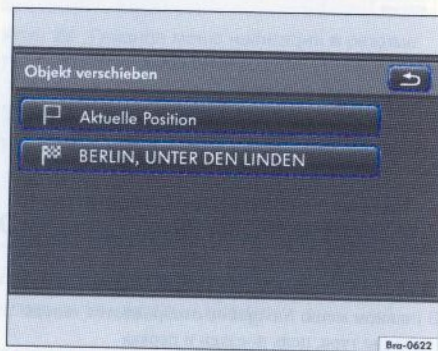 Objekt verschieben
Aktuelle Position
BERLIN, UNTER DEN LINDEN
Bra-0622